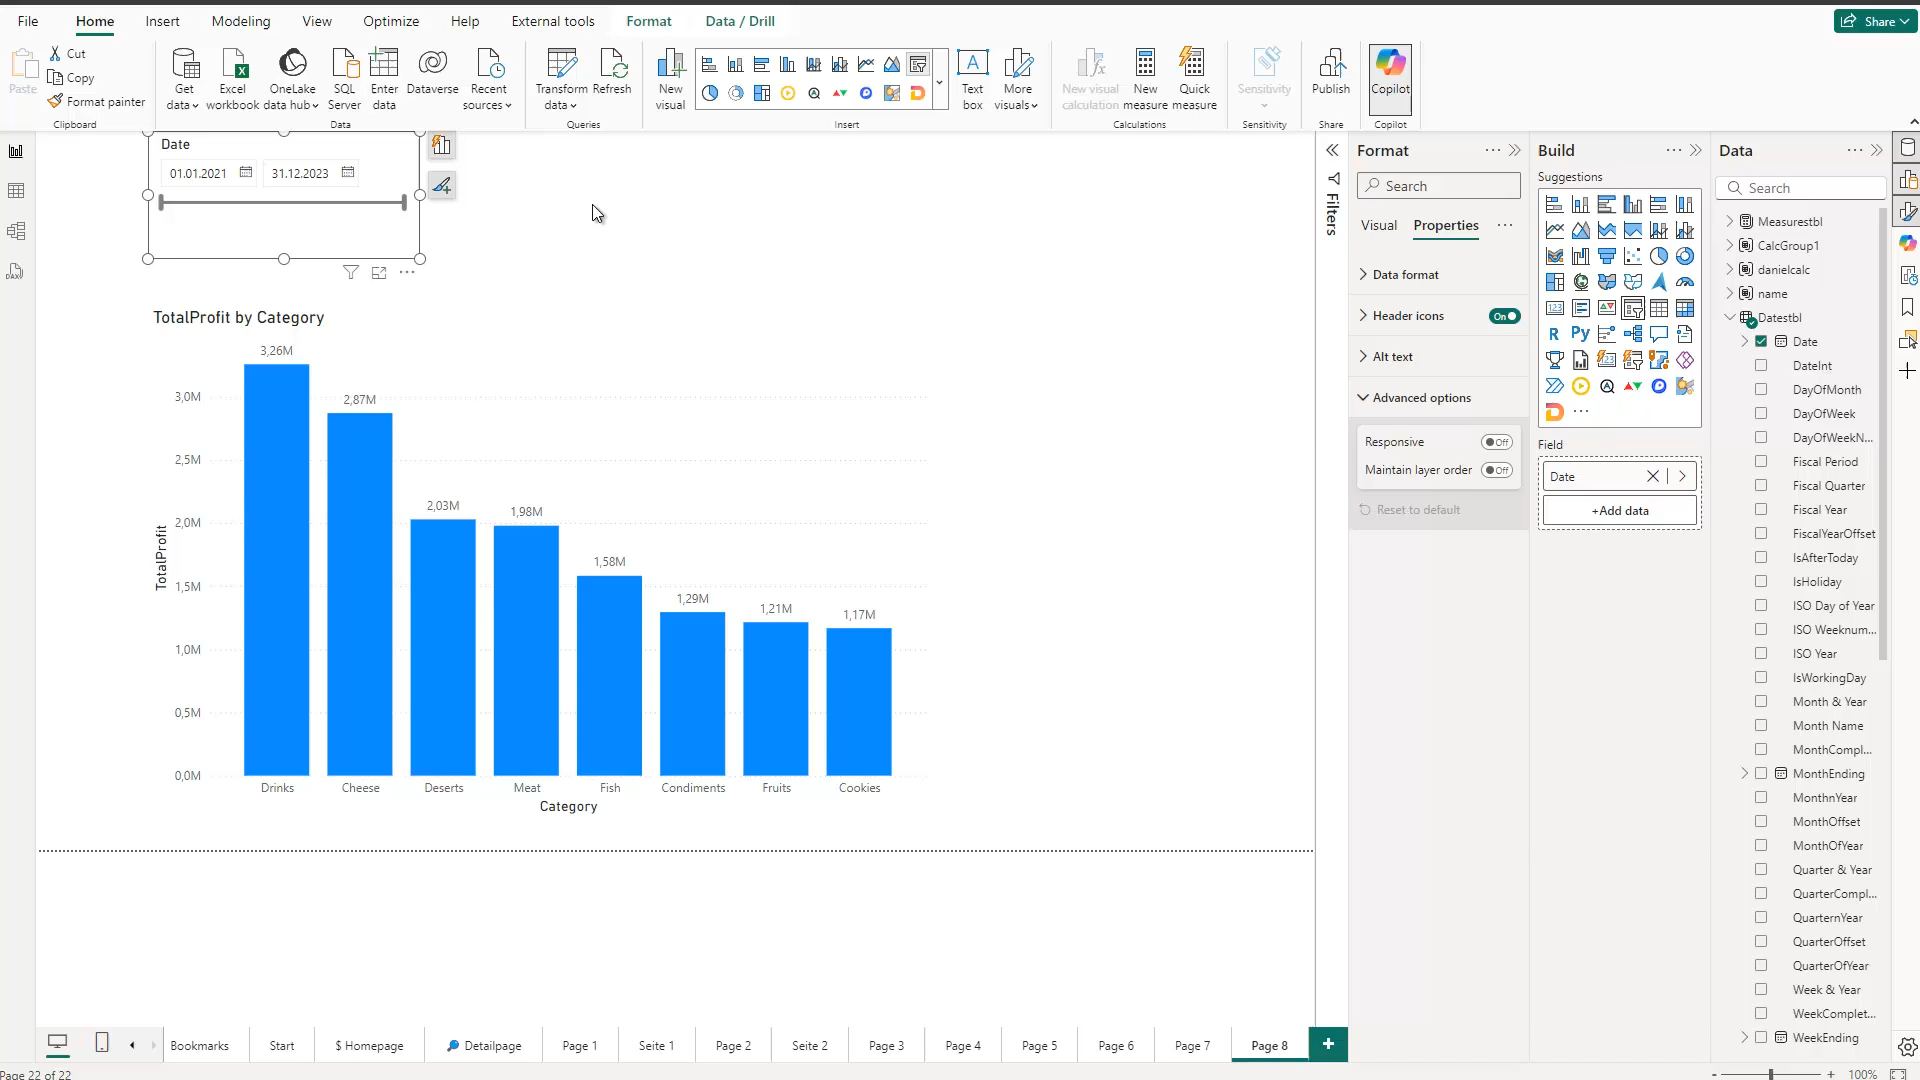 File
Home
Insert
Modeling
View
Optimize
Help
External tools
Format
Data / Drill
Share
Paste
Cut
Copy
Format painter
Clipboard
Get data
Excel workbook
OneLake data hub
SQL Server
Enter data
Dataverse
Recent sources
Data
Transform data
Refresh
Queries
New visual
Text box
More visuals
Insert
New visual calculation
New measure
Quick measure
Calculations
Sensitivity
Sensitivity
Publish
Share
Copilot
Copilot
DAX
Date
01.01.2021
31.12.2023
TotalProfit by Category
TotalProfit
3,0M
2,5M
2,0M
1,5M
1,0M
0,5M
0,0M
3,26M
2,87M
2,03M
1,98M
1,58M
1,29M
1,21M
1,17M
Drinks
Cheese
Deserts
Meat
Fish
Condiments
Fruits
Cookies
Category
Filters
Format
Search
Visual
Properties
Data format
Header icons
On
Alt text
Advanced options
Responsive
Off
Maintain layer order
Off
Reset to default
Build
Suggestions
123
R
Py
123
Field
Date
+Add data
Data
Search
Measurestbl
CalcGroup1
danielcalc
name
Datestbl
Date
DateInt
DayOfMonth
DayOfWeek
DayOfWeekN...
Fiscal Period
Fiscal Quarter
Fiscal Year
FiscalYearOffset
IsAfterToday
IsHoliday
ISO Day of Year
ISO Weeknum...
ISO Year
IsWorkingDay
Month & Year
Month Name
MonthCompl...
MonthEnding
MonthnYear
MonthOffset
MonthOfYear
Quarter & Year
QuarterCompl...
QuarternYear
QuarterOffset
QuarterOfYear
Week & Year
WeekComplet...
WeekEnding
Bookmarks
Start
$ Homepage
🔎 Detailpage
Page 1
Seite 1
Page 2
Seite 2
Page 3
Page 4
Page 5
Page 6
Page 7
Page 8
+
Page 22 of 22
-
+
100%